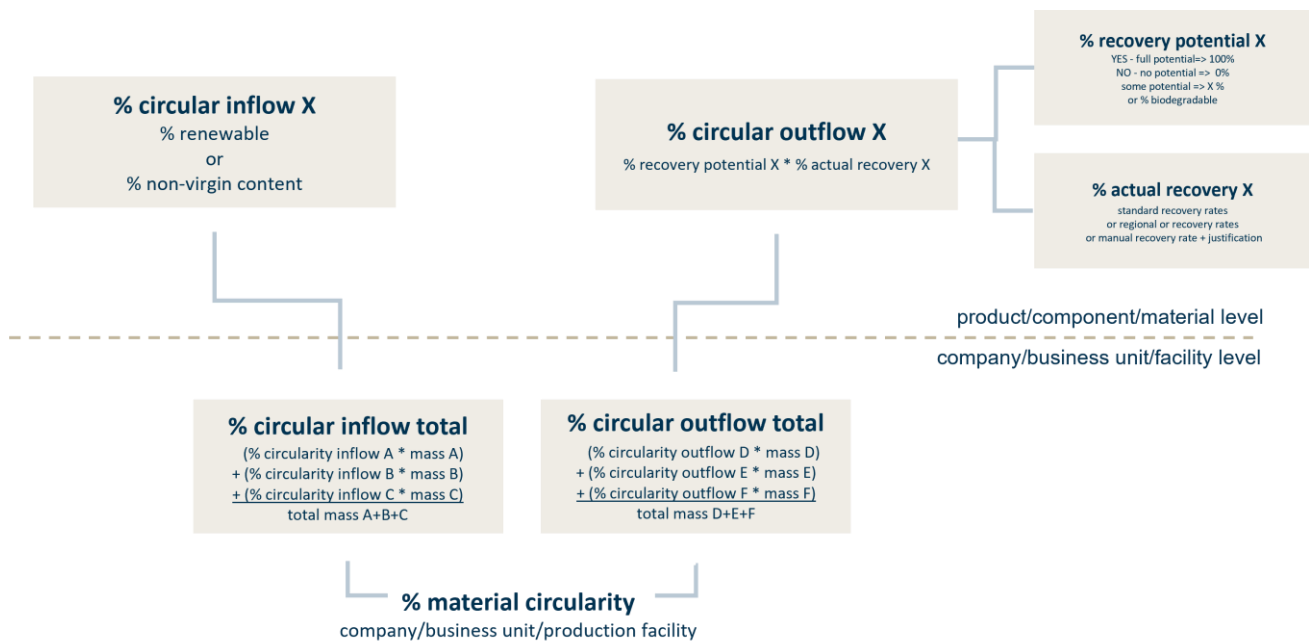 % circular inflow X
% renewable
or
% non-virgin content
% circular outflow X
% recovery potential X * % actual recovery X
% recovery potential X
YES - full potential=> 100%
NO - no potential => 0%
some potential => X %
or % biodegradable
% actual recovery X
standard recovery rates
or regional or recovery rates
or manual recovery rate + justification
product/component/material level
company/business unit/facility level
% circular inflow total
(% circularity inflow A * mass A)
+ (% circularity inflow B * mass B)
+ (% circularity inflow C * mass C)
total mass A+B+C
% circular outflow total
(% circularity outflow D * mass D)
+ (% circularity outflow E * mass E)
+ (% circularity outflow F * mass F)
total mass D+E+F
% material circularity
company/business unit/production facility